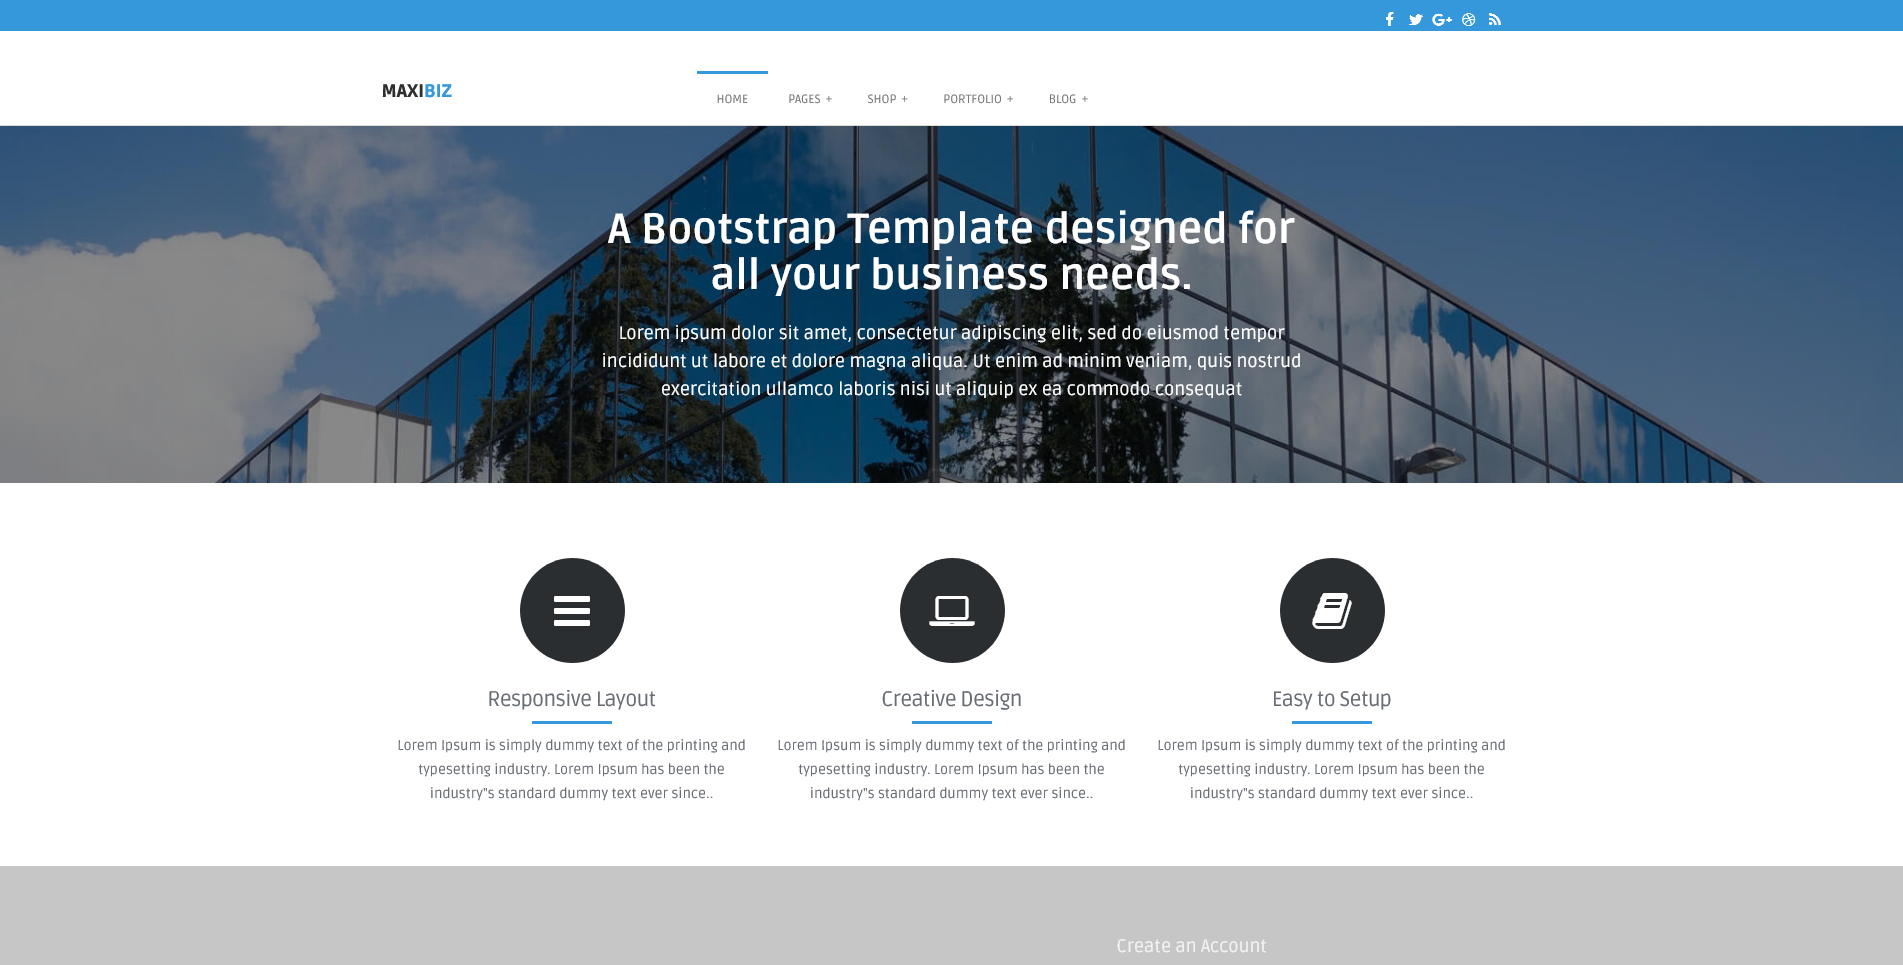 MAXIBIZ
HOME PAGES + SHOP + PORTFOLIO + BLOG +
A Bootstrap Template designed for
all your business needs.
Lorem ipsum dolor sit amet, consectetur adipiscing elit, sed do eiusmod tempor
incididunt ut labore et dolore magna aliqua. Ut enim ad minim veniam, quis nostrud
exercitation ullamco laboris nisi ut aliquip ex ea commodo consequat
Responsive Layout
Lorem Ipsum is simply dummy text of the printing and
typesetting industry. Lorem Ipsum has been the
industry"s standard dummy text ever since..
Creative Design
Lorem Ipsum is simply dummy text of the printing and
typesetting industry. Lorem Ipsum has been the
industry"s standard dummy text ever since..
Easy to Setup
Lorem Ipsum is simply dummy text of the printing and
typesetting industry. Lorem Ipsum has been the
industry"s standard dummy text ever since..
Create an Account